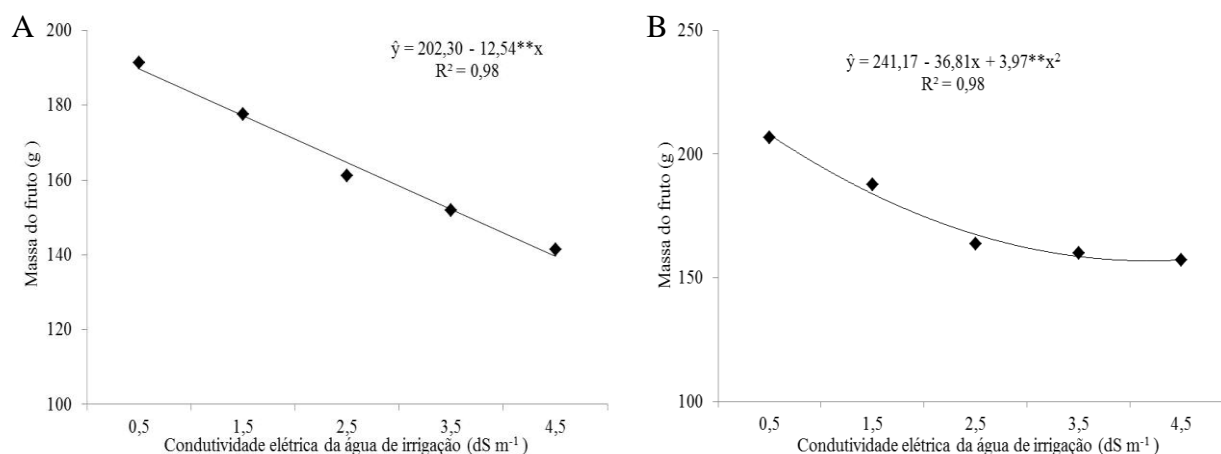 A
ŷ = 202,30 - 12,54**x
R² = 0,98
Massa do fruto (g )
200
180
160
140
120
100
0,5 1,5 2,5 3,5 4,5
Condutividade elétrica da água de irrigação (dS m⁻¹)
B
ŷ = 241,17 - 36,81x + 3,97**x²
R² = 0,98
Massa do fruto (g )
250
200
150
100
0,5 1,5 2,5 3,5 4,5
Condutividade elétrica da água de irrigação (dS m⁻¹)